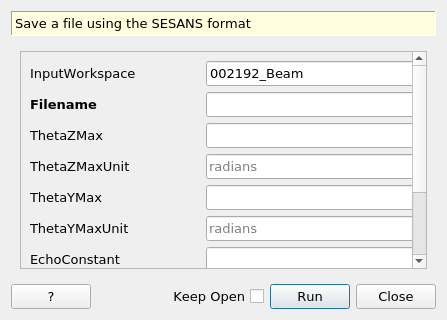 Save a file using the SESANS format
InputWorkspace 002192_Beam
Filename
ThetaZMax
ThetaZMaxUnit radians
ThetaYMax
ThetaYMaxUnit radians
EchoConstant
? Keep Open Run Close